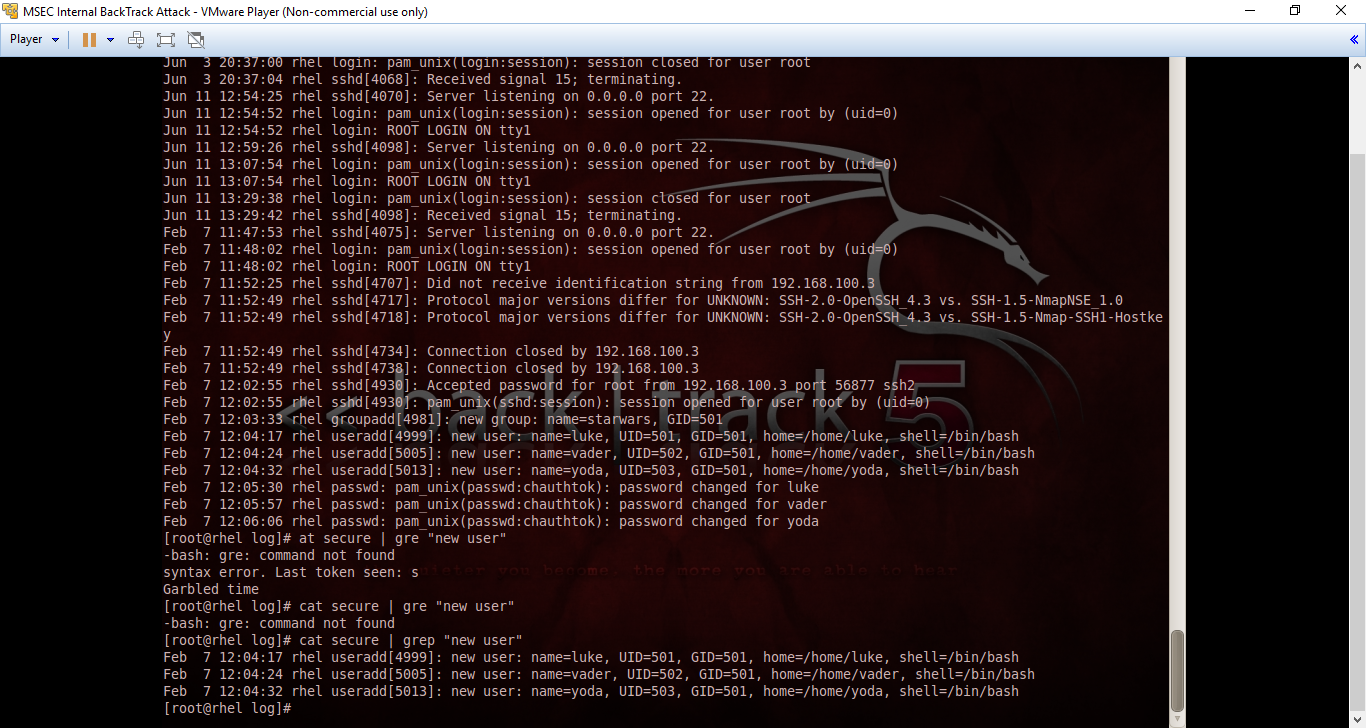 MSEC Internal BackTrack Attack - VMware Player (Non-commercial use only)
Player
Jun  3 20:37:00 rhel login: pam_unix(login:session): session closed for user root
Jun  3 20:37:04 rhel sshd[4068]: Received signal 15; terminating.
Jun 11 12:54:25 rhel sshd[4070]: Server listening on 0.0.0.0 port 22.
Jun 11 12:54:52 rhel login: pam_unix(login:session): session opened for user root by (uid=0)
Jun 11 12:54:52 rhel login: ROOT LOGIN ON tty1
Jun 11 12:59:26 rhel sshd[4098]: Server listening on 0.0.0.0 port 22.
Jun 11 13:07:54 rhel login: pam_unix(login:session): session opened for user root by (uid=0)
Jun 11 13:07:54 rhel login: ROOT LOGIN ON tty1
Jun 11 13:29:38 rhel login: pam_unix(login:session): session closed for user root
Jun 11 13:29:42 rhel sshd[4098]: Received signal 15; terminating.
Feb  7 11:47:53 rhel sshd[4075]: Server listening on 0.0.0.0 port 22.
Feb  7 11:48:02 rhel login: pam_unix(login:session): session opened for user root by (uid=0)
Feb  7 11:48:02 rhel login: ROOT LOGIN ON tty1
Feb  7 11:52:25 rhel sshd[4707]: Did not receive identification string from 192.168.100.3
Feb  7 11:52:49 rhel sshd[4717]: Protocol major versions differ for UNKNOWN: SSH-2.0-OpenSSH_4.3 vs. SSH-1.5-NmapNSE_1.0
Feb  7 11:52:49 rhel sshd[4718]: Protocol major versions differ for UNKNOWN: SSH-2.0-OpenSSH_4.3 vs. SSH-1.5-Nmap-SSH1-Hostke
y
Feb  7 11:52:49 rhel sshd[4734]: Connection closed by 192.168.100.3
Feb  7 11:52:49 rhel sshd[4738]: Connection closed by 192.168.100.3
Feb  7 12:02:55 rhel sshd[4930]: Accepted password for root from 192.168.100.3 port 56877 ssh2
Feb  7 12:02:55 rhel sshd[4930]: pam_unix(sshd:session): session opened for user root by (uid=0)
<< back | track 5
Feb  7 12:03:33 rhel groupadd[4981]: new group: name=starwars, GID=501
Feb  7 12:04:17 rhel useradd[4999]: new user: name=luke, UID=501, GID=501, home=/home/luke, shell=/bin/bash
Feb  7 12:04:24 rhel useradd[5005]: new user: name=vader, UID=502, GID=501, home=/home/vader, shell=/bin/bash
Feb  7 12:04:32 rhel useradd[5013]: new user: name=yoda, UID=503, GID=501, home=/home/yoda, shell=/bin/bash
Feb  7 12:05:30 rhel passwd: pam_unix(passwd:chauthtok): password changed for luke
Feb  7 12:05:57 rhel passwd: pam_unix(passwd:chauthtok): password changed for vader
Feb  7 12:06:06 rhel passwd: pam_unix(passwd:chauthtok): password changed for yoda
[root@rhel log]# at secure | gre "new user"
-bash: gre: command not found
syntax error. Last token seen: s
you become, the more you are able to hear
Garbled time
[root@rhel log]# cat secure | gre "new user"
-bash: gre: command not found
[root@rhel log]# cat secure | grep "new user"
Feb  7 12:04:17 rhel useradd[4999]: new user: name=luke, UID=501, GID=501, home=/home/luke, shell=/bin/bash
Feb  7 12:04:24 rhel useradd[5005]: new user: name=vader, UID=502, GID=501, home=/home/vader, shell=/bin/bash
Feb  7 12:04:32 rhel useradd[5013]: new user: name=yoda, UID=503, GID=501, home=/home/yoda, shell=/bin/bash
[root@rhel log]#